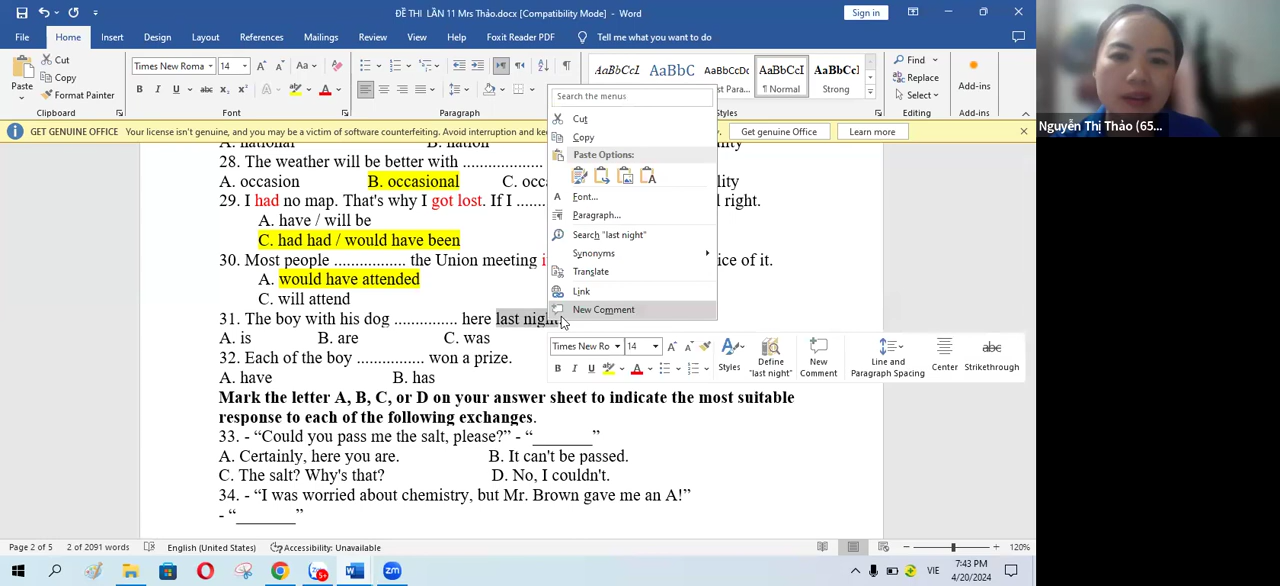 ĐỀ THI LẦN 11 Mrs Thảo.docx [Compatibility Mode] - Word
Sign in
File Home Insert Design Layout References Mailings Review View Help Foxit Reader PDF Tell me what you want to do
Paste
Cut
Copy
Format Painter
Clipboard
Times New Roma 14
Font
Paragraph
AaBbCcI AaBbC AaBbCcDc AaBbCcI AaBbCcI
Para... ¶ Normal Strong
Styles
Find
Replace
Select
Editing
Add-ins
Add-ins
GET GENUINE OFFICE Your license isn't genuine, and you may be a victim of software counterfeiting. Avoid interruption and
Get genuine Office Learn more
A. national B. nation
28. The weather will be better with ..................
A. occasion B. occasional
29. I had no map. That's why I got lost. If I right.
A. have / will be
C. had had / would have been
30. Most people ................. the Union meeting
A. would have attended
C. will attend
31. The boy with his dog .............. here last night
A. is B. are C. was
32. Each of the boy ............... won a prize.
A. have B. has
Mark the letter A, B, C, or D on your answer sheet to indicate the most suitable
response to each of the following exchanges.
33. - “Could you pass me the salt, please?” - “_______”
A. Certainly, here you are. B. It can't be passed.
C. The salt? Why's that? D. No, I couldn't.
34. - “I was worried about chemistry, but Mr. Brown gave me an A!”
- “_______”
Search the menus
Cut
Copy
Paste Options:
Font...
Paragraph...
Search "last night"
Synonyms
Translate
Link
New Comment
Times New Ro 14
Styles
Define
"last night"
New
Comment
Line and
Paragraph Spacing
Center
Strikethrough
Nguyễn Thị Thảo (65...
Page 2 of 5 2 of 2091 words English (United States) Accessibility: Unavailable
120%
VIE
7:43 PM
4/20/2024